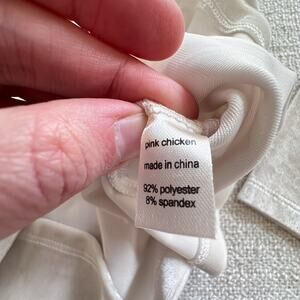 pink chicken
made in china
92% polyester
8% spandex